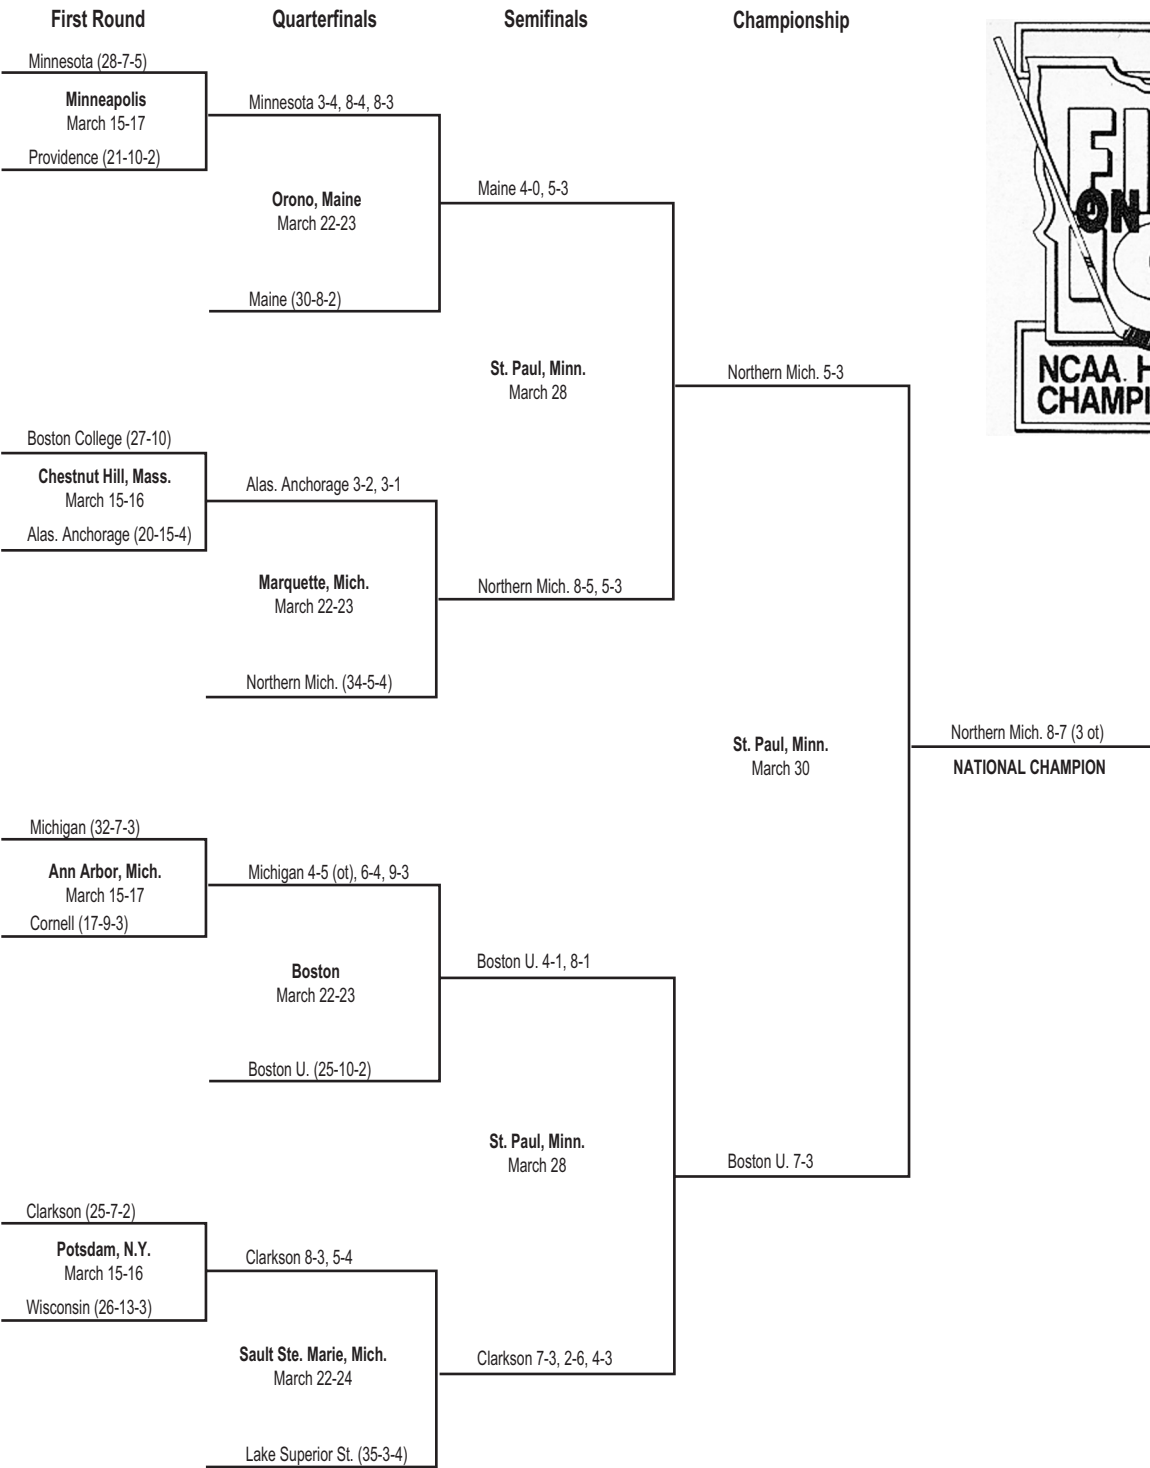 First Round
Quarterfinals
Semifinals
Championship
Minnesota (28-7-5)
Minneapolis
March 15-17
Providence (21-10-2)
Minnesota 3-4, 8-4, 8-3
Orono, Maine
March 22-23
Maine (30-8-2)
Maine 4-0, 5-3
St. Paul, Minn.
March 28
Northern Mich. 5-3
Boston College (27-10)
Chestnut Hill, Mass.
March 15-16
Alas. Anchorage (20-15-4)
Alas. Anchorage 3-2, 3-1
Marquette, Mich.
March 22-23
Northern Mich. (34-5-4)
Northern Mich. 8-5, 5-3
St. Paul, Minn.
March 30
Northern Mich. 8-7 (3 ot)
NATIONAL CHAMPION
Michigan (32-7-3)
Ann Arbor, Mich.
March 15-17
Cornell (17-9-3)
Michigan 4-5 (ot), 6-4, 9-3
Boston
March 22-23
Boston U. (25-10-2)
Boston U. 4-1, 8-1
St. Paul, Minn.
March 28
Boston U. 7-3
Clarkson (25-7-2)
Potsdam, N.Y.
March 15-16
Wisconsin (26-13-3)
Clarkson 8-3, 5-4
Sault Ste. Marie, Mich.
March 22-24
Lake Superior St. (35-3-4)
Clarkson 7-3, 2-6, 4-3
ON
NCAA